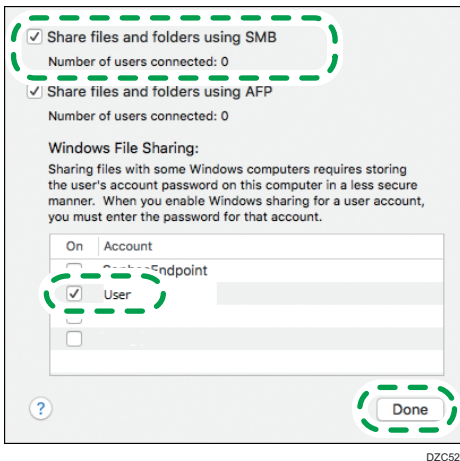 Share files and folders using SMB
Number of users connected: 0
Share files and folders using AFP
Number of users connected: 0
Windows File Sharing:
Sharing files with some Windows computers requires storing
the user's account password on this computer in a less secure
manner. When you enable Windows sharing for a user account,
you must enter the password for that account.
On Account
SophosEndpoint
User
? Done
DZC52